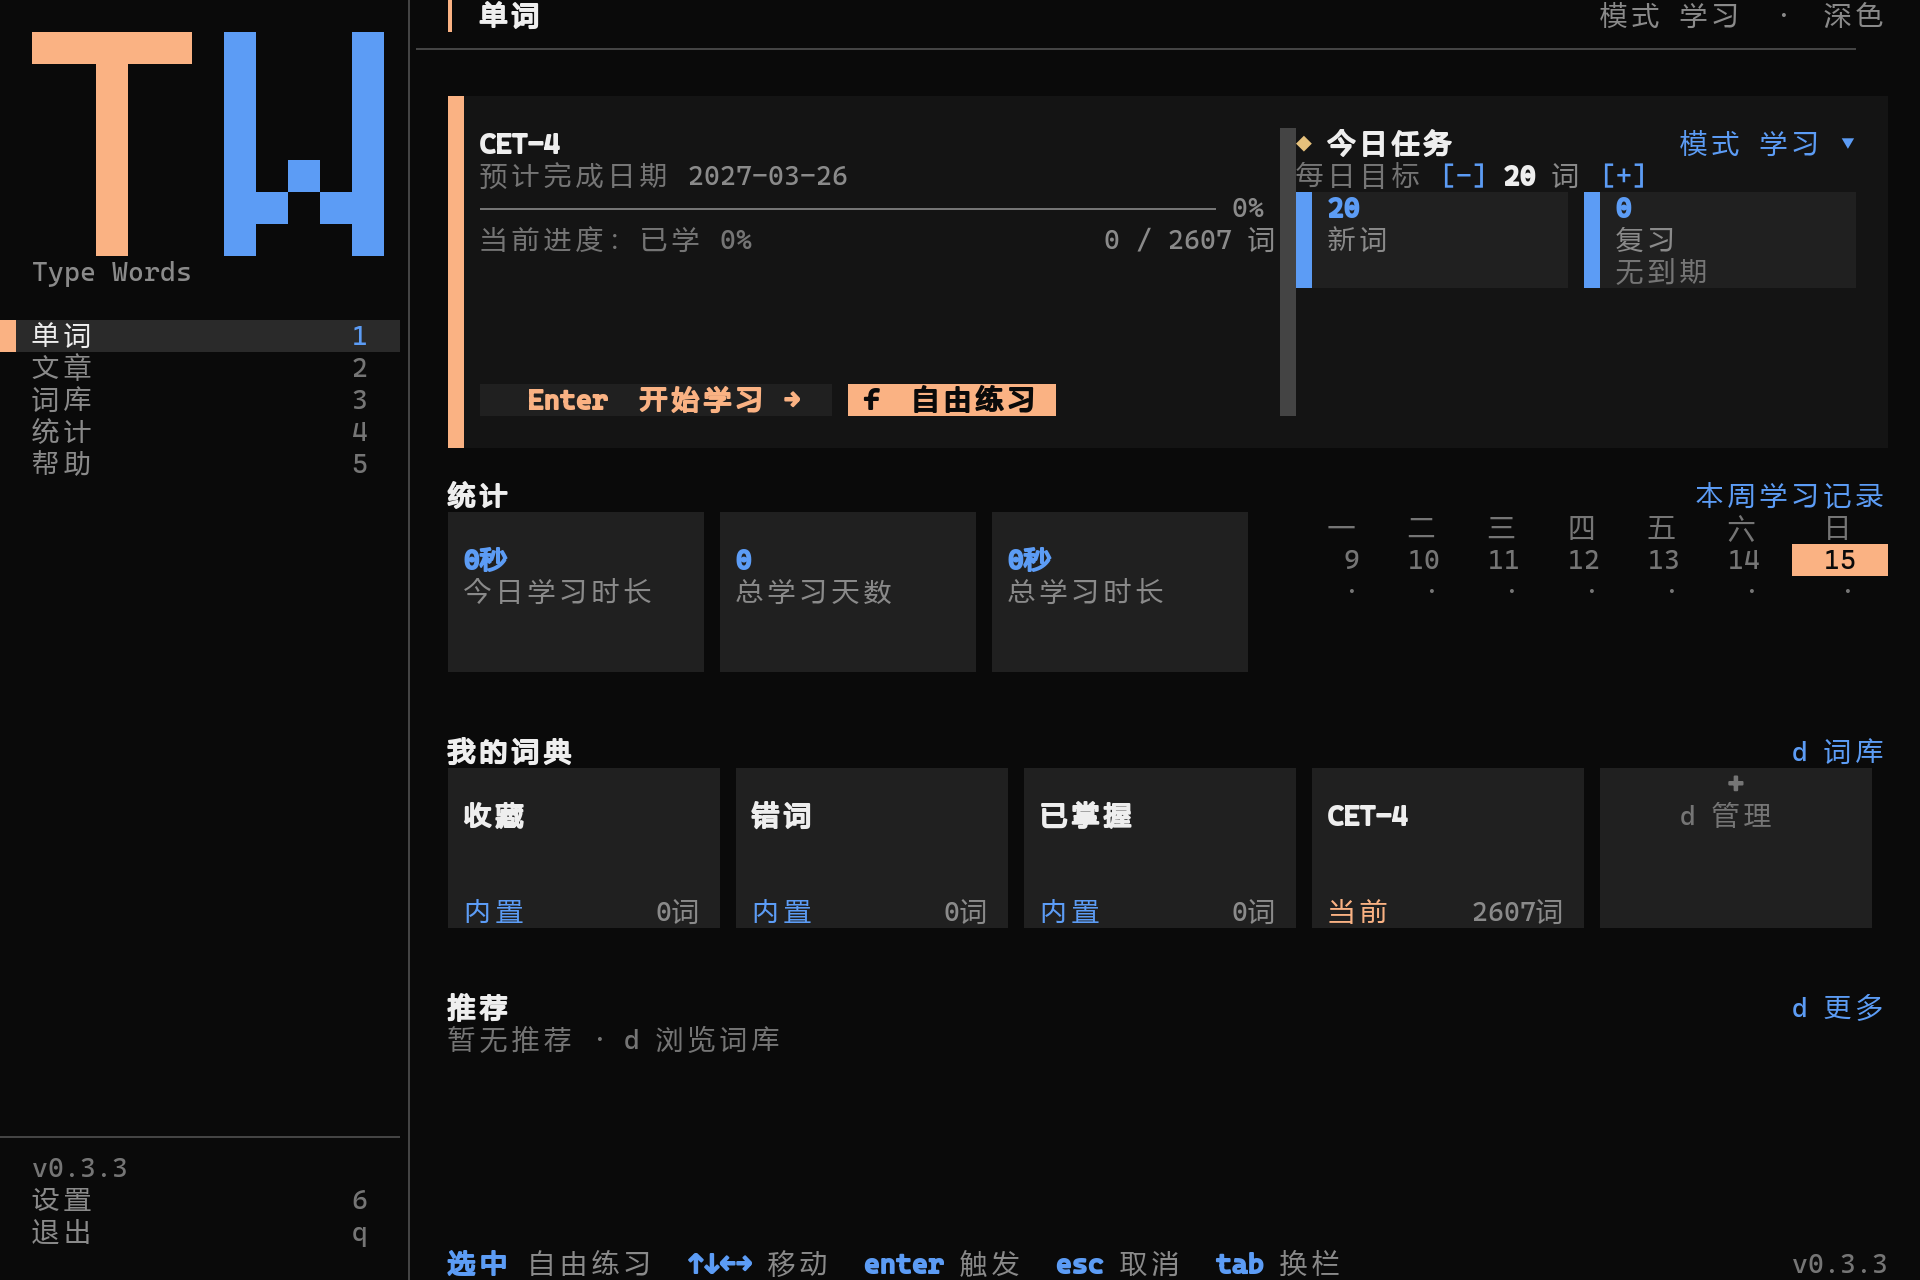 TW
Type Words
单词 1
文章 2
词库 3
统计 4
帮助 5
v0.3.3
设置 6
退出 q
单词 模式 学习 · 深色
CET-4
预计完成日期 2027-03-26
0%
当前进度: 已学 0% 0 / 2607 词
Enter 开始学习 →
f 自由练习
◆ 今日任务 模式 学习 ▼
每日目标 [-] 20 词 [+]
20
新词
0
复习
无到期
统计
0秒
今日学习时长
0
总学习天数
0秒
总学习时长
本周学习记录
一 二 三 四 五 六 日
9 10 11 12 13 14 15
· · · · · · ·
我的词典 d 词库
收藏
内置 0词
错词
内置 0词
已掌握
内置 0词
CET-4
当前 2607词
+
d 管理
推荐 d 更多
暂无推荐 · d 浏览词库
选中 自由练习 ↑↓←→ 移动 enter 触发 esc 取消 tab 换栏 v0.3.3